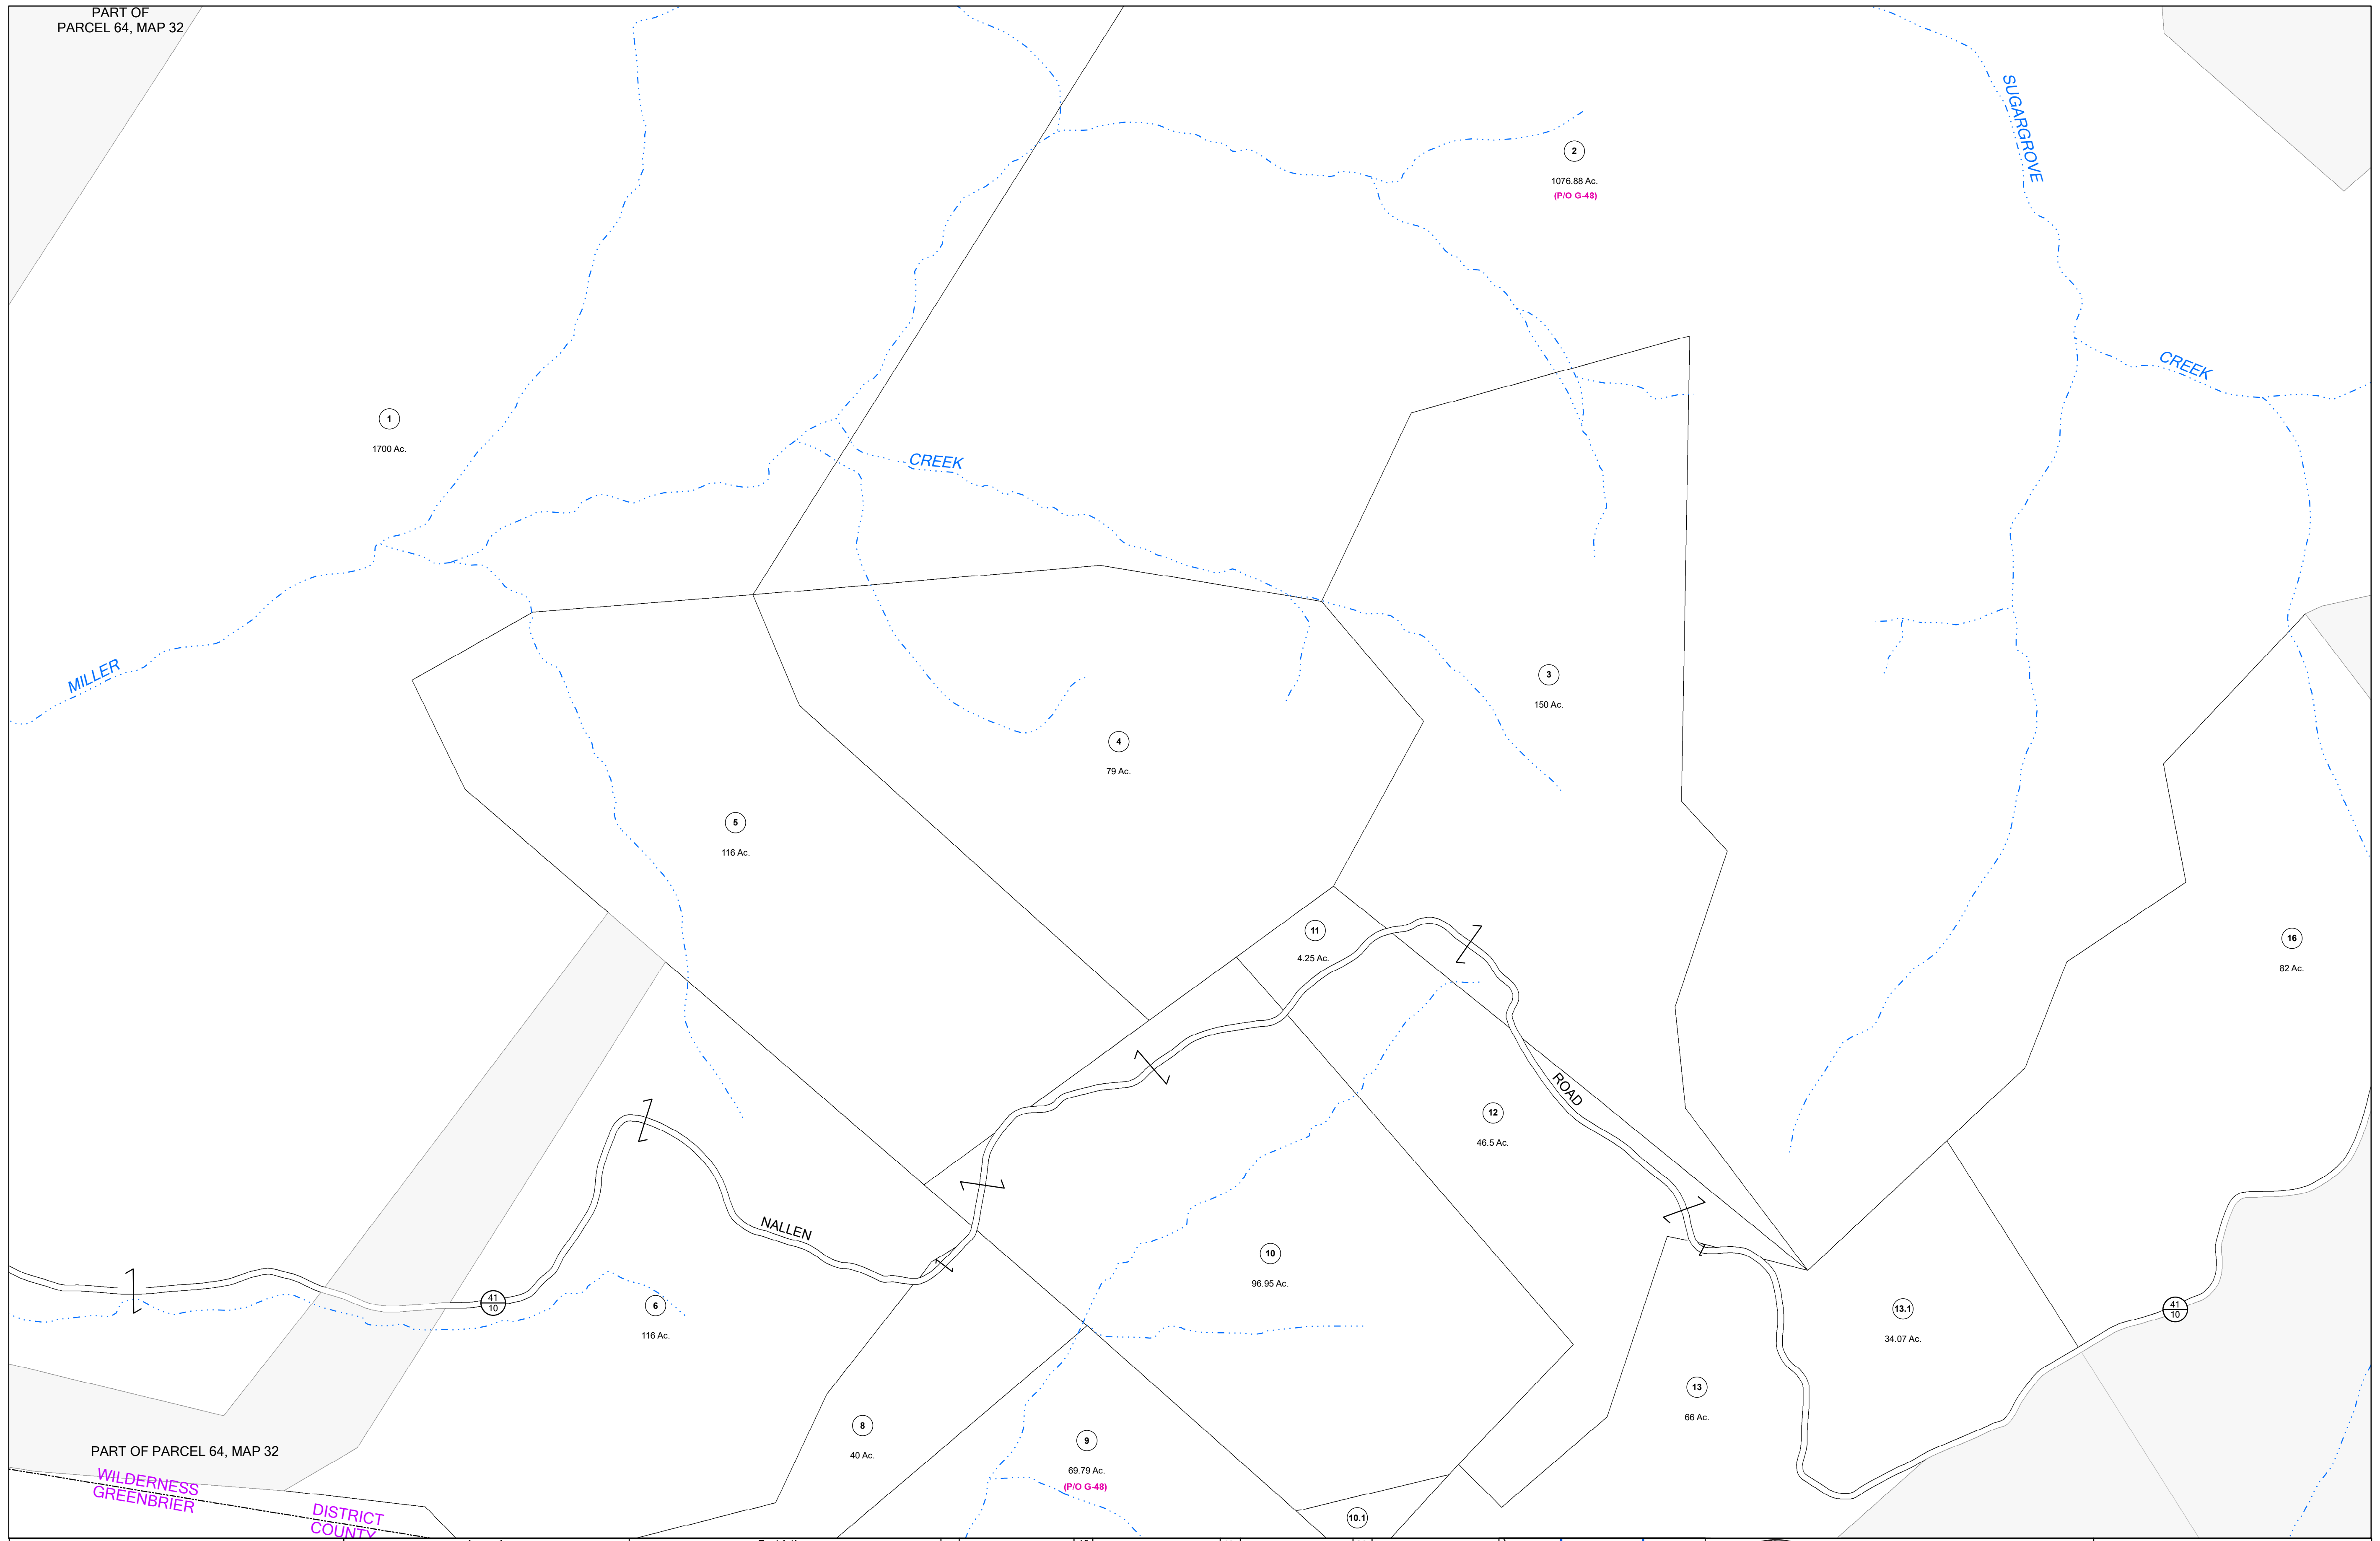 PART OF
PARCEL 64, MAP 32
SUGARGROVE
2
1076.88 Ac.
(P/O G-48)
CREEK
1
1700 Ac.
CREEK
MILLER
3
150 Ac.
4
79 Ac.
5
116 Ac.
11
4.25 Ac.
16
82 Ac.
ROAD
12
46.5 Ac.
NALLEN
10
96.95 Ac.
41
10
6
116 Ac.
13.1
34.07 Ac.
41
10
13
66 Ac.
8
40 Ac.
9
69.79 Ac.
(P/O G-48)
PART OF PARCEL 64, MAP 32
WILDERNESS
GREENBRIER
DISTRICT
COUNTY
10.1